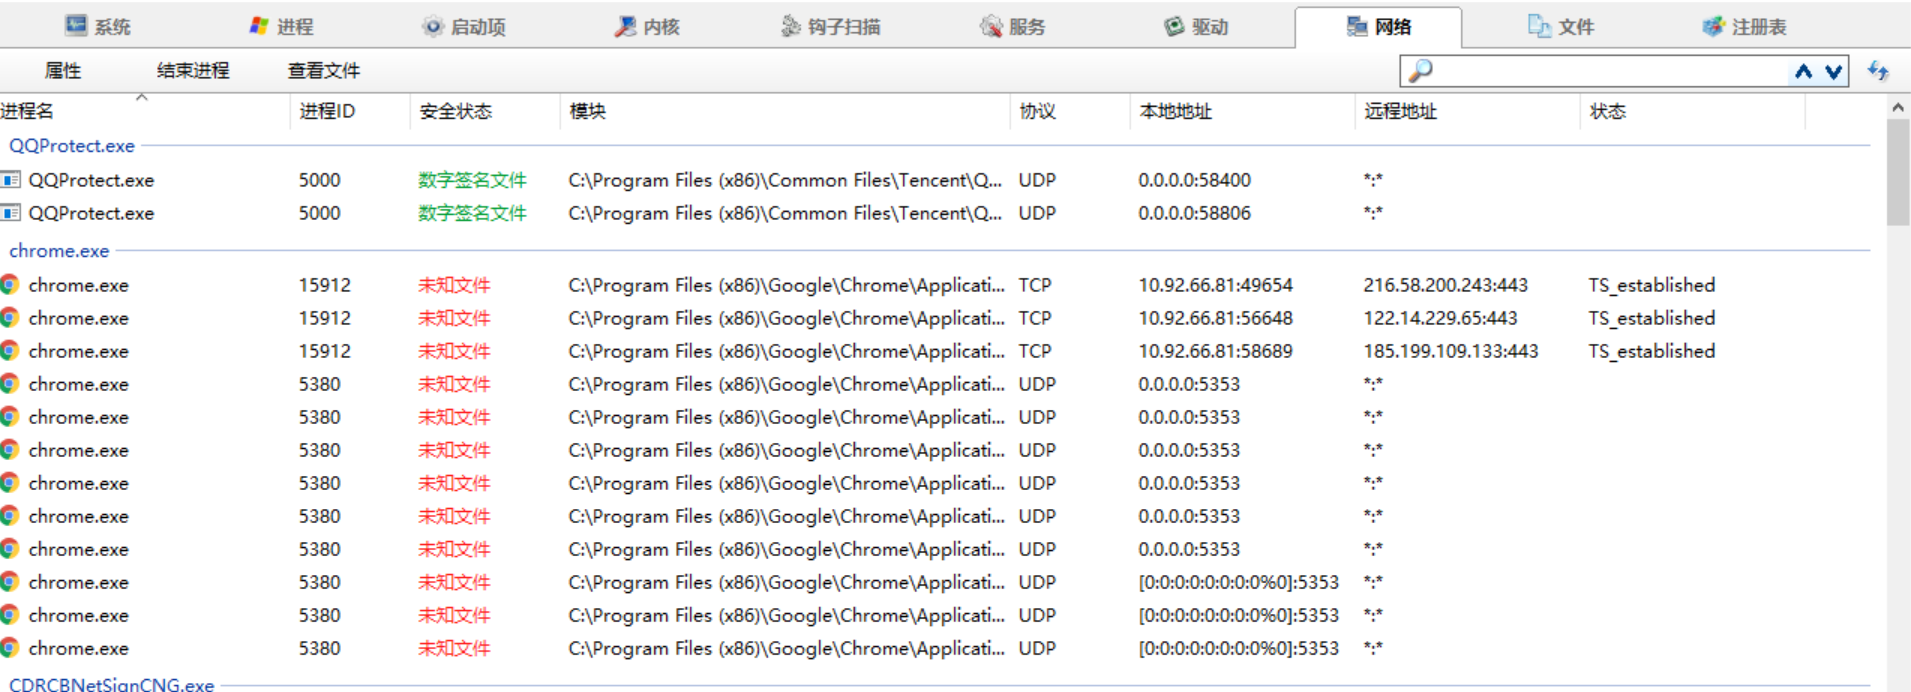 系统 进程 启动项 内核 钩子扫描 服务 驱动 网络 文件 注册表
属性 结束进程 查看文件
进程名 进程ID 安全状态 模块 协议 本地地址 远程地址 状态
QQProtect.exe
QQProtect.exe 5000 数字签名文件 C:\Program Files (x86)\Common Files\Tencent\Q... UDP 0.0.0.0:58400 *:*
QQProtect.exe 5000 数字签名文件 C:\Program Files (x86)\Common Files\Tencent\Q... UDP 0.0.0.0:58806 *:*
chrome.exe
chrome.exe 15912 未知文件 C:\Program Files (x86)\Google\Chrome\Applicati... TCP 10.92.66.81:49654 216.58.200.243:443 TS_established
chrome.exe 15912 未知文件 C:\Program Files (x86)\Google\Chrome\Applicati... TCP 10.92.66.81:56648 122.14.229.65:443 TS_established
chrome.exe 15912 未知文件 C:\Program Files (x86)\Google\Chrome\Applicati... TCP 10.92.66.81:58689 185.199.109.133:443 TS_established
chrome.exe 5380 未知文件 C:\Program Files (x86)\Google\Chrome\Applicati... UDP 0.0.0.0:5353 *:*
chrome.exe 5380 未知文件 C:\Program Files (x86)\Google\Chrome\Applicati... UDP 0.0.0.0:5353 *:*
chrome.exe 5380 未知文件 C:\Program Files (x86)\Google\Chrome\Applicati... UDP 0.0.0.0:5353 *:*
chrome.exe 5380 未知文件 C:\Program Files (x86)\Google\Chrome\Applicati... UDP 0.0.0.0:5353 *:*
chrome.exe 5380 未知文件 C:\Program Files (x86)\Google\Chrome\Applicati... UDP 0.0.0.0:5353 *:*
chrome.exe 5380 未知文件 C:\Program Files (x86)\Google\Chrome\Applicati... UDP 0.0.0.0:5353 *:*
chrome.exe 5380 未知文件 C:\Program Files (x86)\Google\Chrome\Applicati... UDP [0:0:0:0:0:0:0:0%0]:5353 *:*
chrome.exe 5380 未知文件 C:\Program Files (x86)\Google\Chrome\Applicati... UDP [0:0:0:0:0:0:0:0%0]:5353 *:*
chrome.exe 5380 未知文件 C:\Program Files (x86)\Google\Chrome\Applicati... UDP [0:0:0:0:0:0:0:0%0]:5353 *:*
CDRCBNetSignCNG.exe